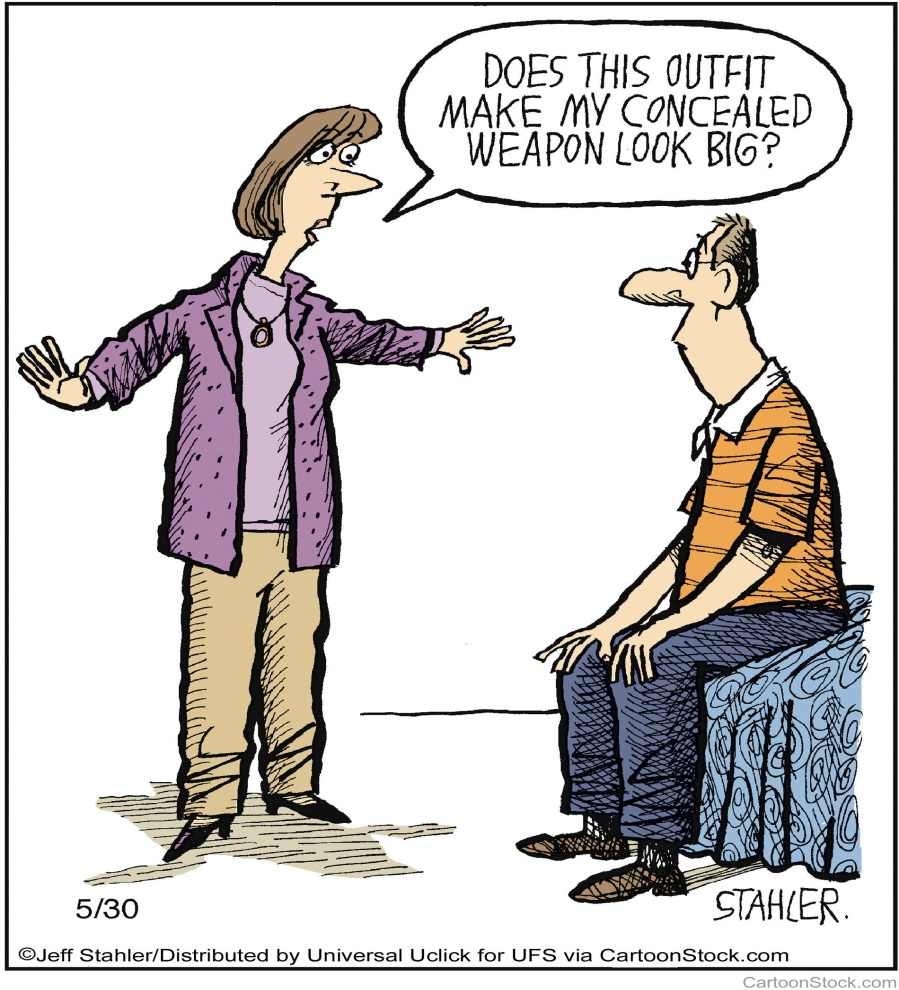 DOES THIS OUTFIT
MAKE MY CONCEALED
WEAPON LOOK BIG?
5/30
STAHLER.
©Jeff Stahler/Distributed by Universal Uclick for UFS via CartoonStock.com
CartoonStock.com